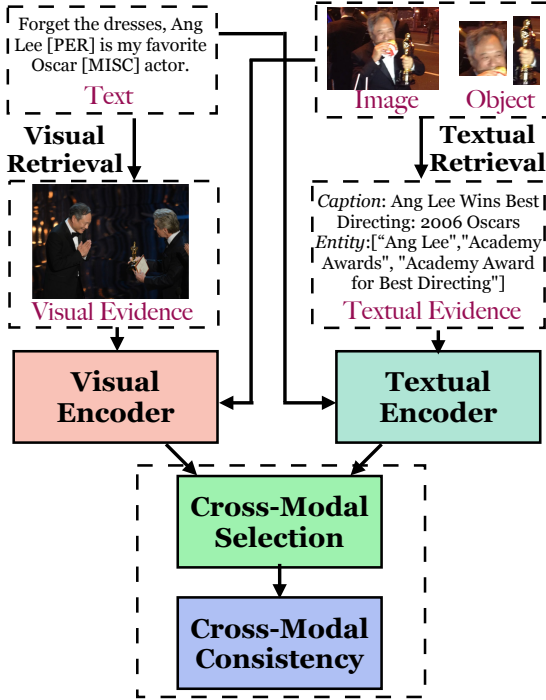 Forget the dresses, Ang
Lee [PER] is my favorite
Oscar [MISC] actor.
Text
Image
Object
Visual
Retrieval
Textual
Retrieval
Visual Evidence
Caption: Ang Lee Wins Best
Directing: 2006 Oscars
Entity:[“Ang Lee","Academy
Awards", "Academy Award
for Best Directing"]
Textual Evidence
Visual
Encoder
Textual
Encoder
Cross-Modal
Selection
Cross-Modal
Consistency